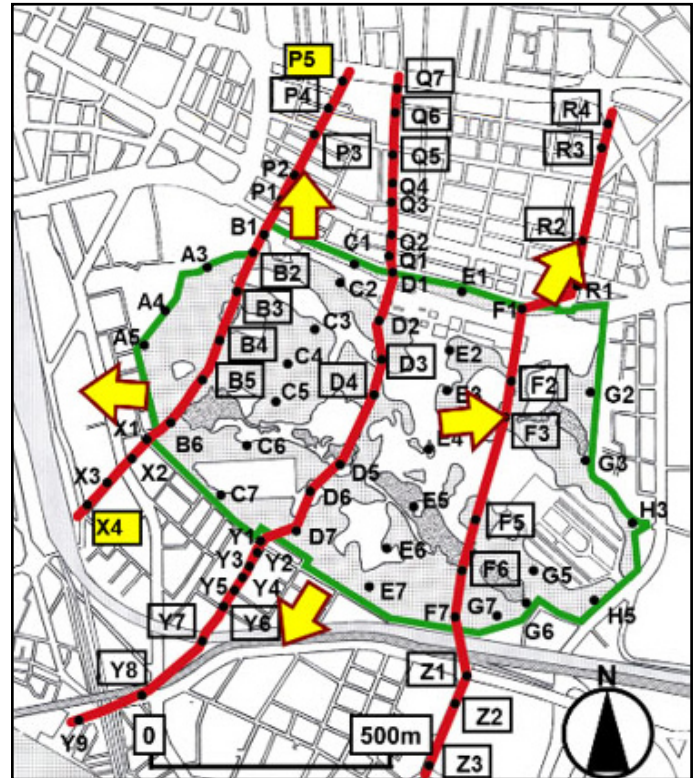 P5
Q7
P4
Q6
R4
P3
Q5
R3
P2
P1
Q4
Q3
B1
Q2
R2
A3
C1
Q1
B2
D1
E1
R1
C2
A4
B3
F1
D2
C3
A5
B4
E2
C4
D3
B5
D4
E3
F2
G2
C5
X1
B6
F3
C6
E4
X2
D5
G3
X3
D6
C7
E5
X4
H3
F5
Y1
D7
Y2
Y3
E6
F6
G5
Y5
Y4
E7
Y7
Y6
F7
G7
G6
H5
Y8
Z1
N
Z2
0
500m
Y9
Z3